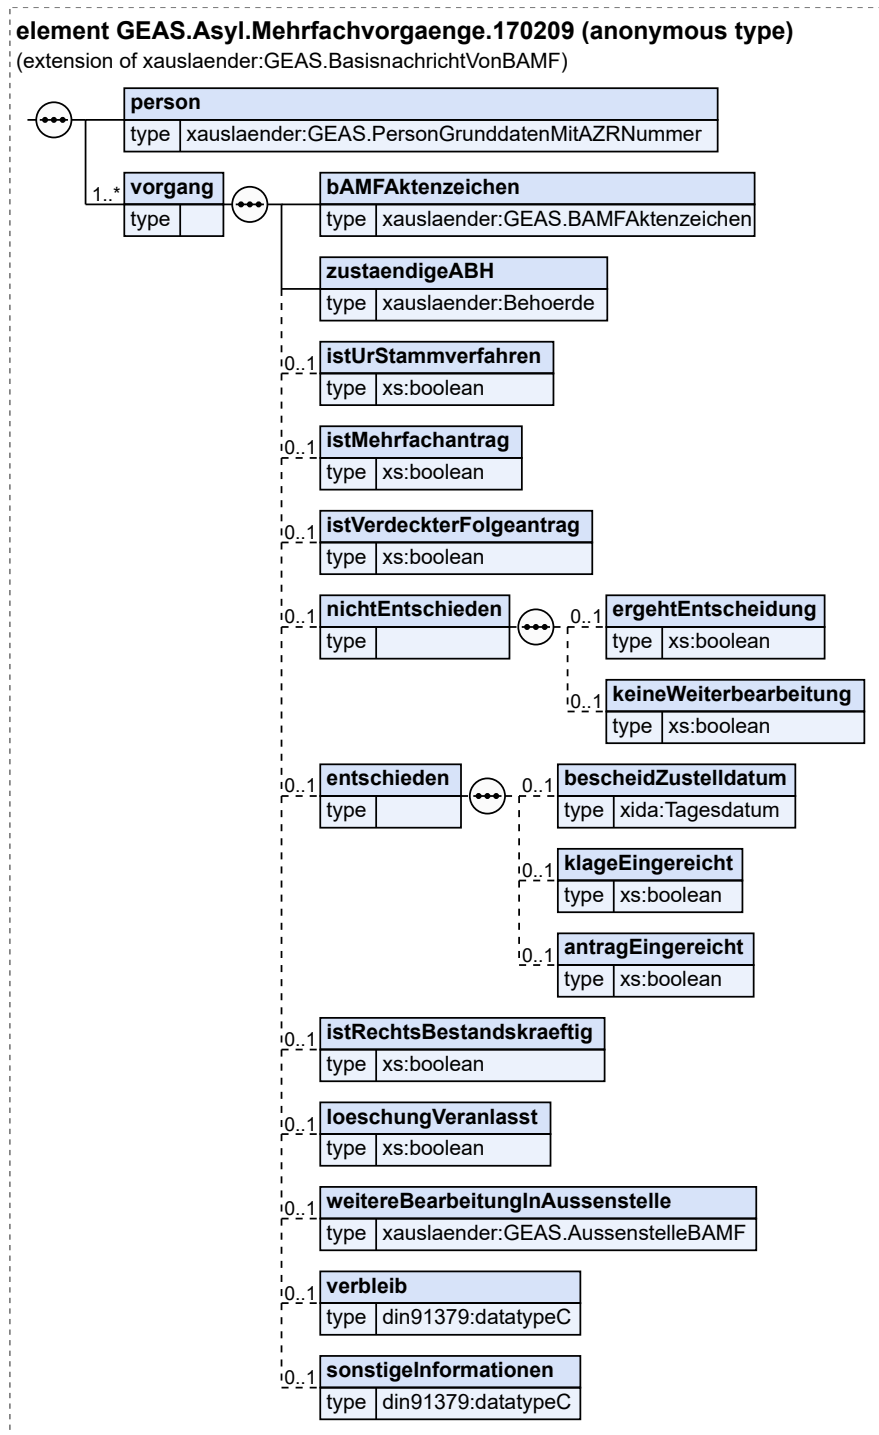 element GEAS.Asyl.Mehrfachvorgaenge.170209 (anonymous type)
(extension of xauslaender:GEAS.BasisnachrichtVonBAMF)
person
type xauslaender:GEAS.PersonGrunddatenMitAZRNummer
1..* vorgang
type
bAMFAktenzeichen
type xauslaender:GEAS.BAMFAktenzeichen
zustaendigeABH
type xauslaender:Behoerde
0..1 istUrStammverfahren
type xs:boolean
0..1 istMehrfachantrag
type xs:boolean
0..1 istVerdeckterFolgeantrag
type xs:boolean
0..1 nichtEntschieden
type
0..1 ergehtEntscheidung
type xs:boolean
0..1 keineWeiterbearbeitung
type xs:boolean
0..1 entschieden
type
0..1 bescheidZustelldatum
type xida:Tagesdatum
0..1 klageEingereicht
type xs:boolean
0..1 antragEingereicht
type xs:boolean
0..1 istRechtsBestandskraeftig
type xs:boolean
0..1 loeschungVeranlasst
type xs:boolean
0..1 weitereBearbeitungInAussenstelle
type xauslaender:GEAS.AussenstelleBAMF
0..1 verbleib
type din91379:datatypeC
0..1 sonstigeInformationen
type din91379:datatypeC